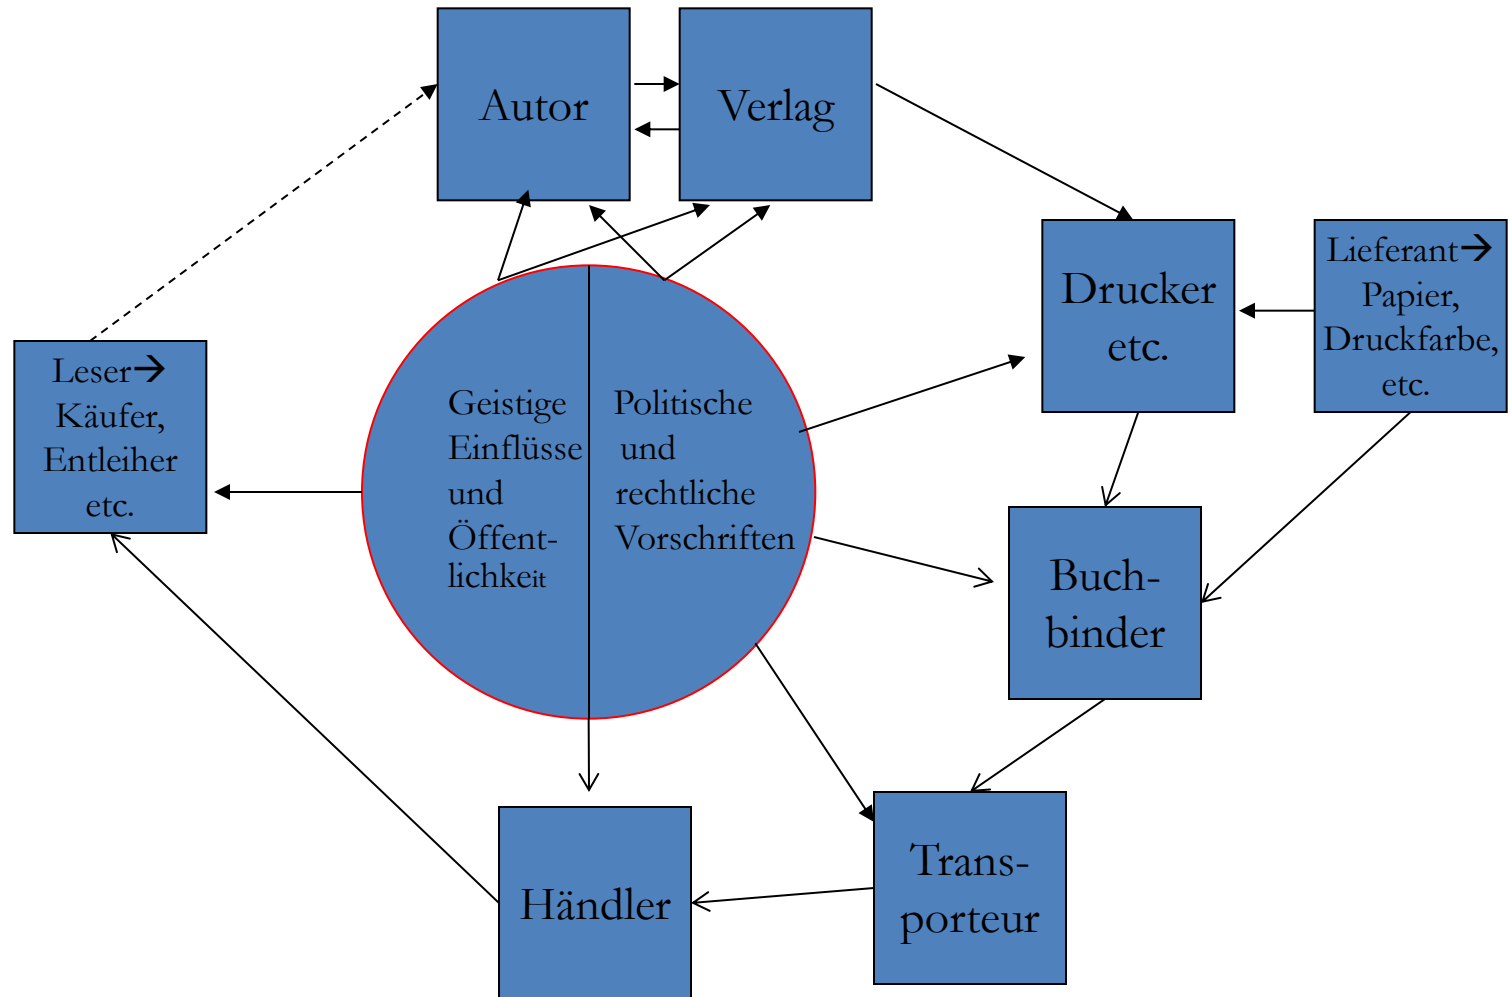 Autor
Verlag
Drucker
etc.
Lieferant→
Papier,
Druckfarbe,
etc.
Leser→
Käufer,
Entleiher
etc.
Geistige
Einflüsse
und
Öffent-
lichkeit
Politische
und
rechtliche
Vorschriften
Buch-
binder
Trans-
porteur
Händler